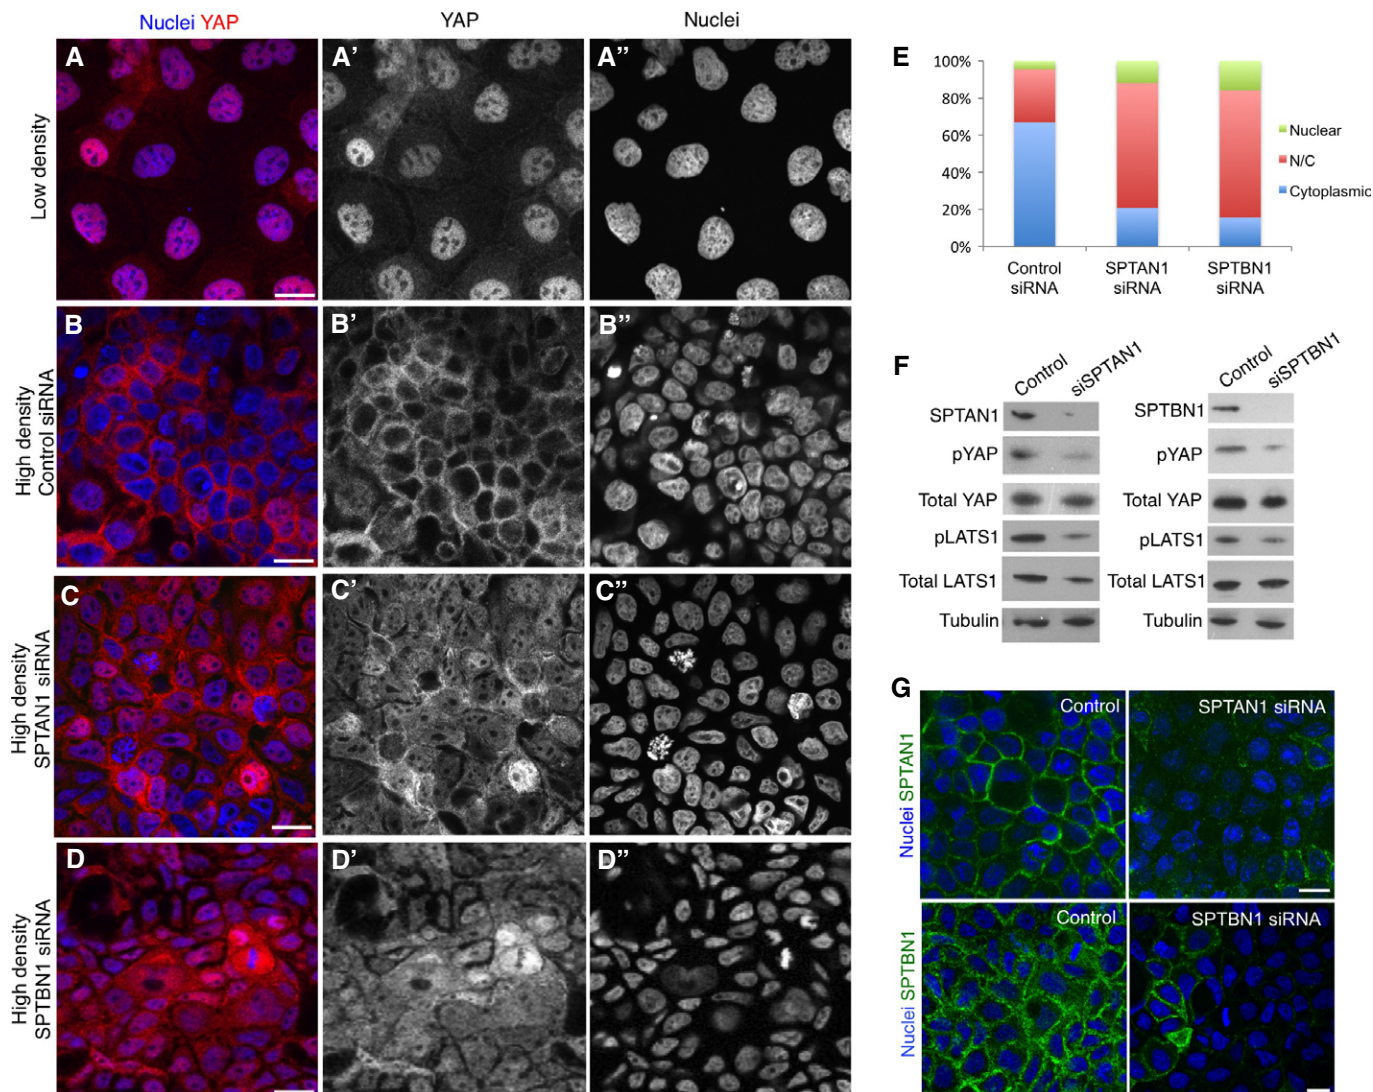 Nuclei YAP
YAP
Nuclei
Low density
A
A’
A”
High density
Control siRNA
B
B’
B”
High density
SPTAN1 siRNA
C
C’
C”
High density
SPTBN1 siRNA
D
D’
D”
E
100%
80%
60%
40%
20%
0%
Control
siRNA
SPTAN1
siRNA
SPTBN1
siRNA
Nuclear
N/C
Cytoplasmic
F
Control
siSPTAN1
SPTAN1
pYAP
Total YAP
pLATS1
Total LATS1
Tubulin
Control
siSPTBN1
SPTBN1
pYAP
Total YAP
pLATS1
Total LATS1
Tubulin
G
Nuclei SPTAN1
Control
SPTAN1 siRNA
Nuclei SPTBN1
Control
SPTBN1 siRNA